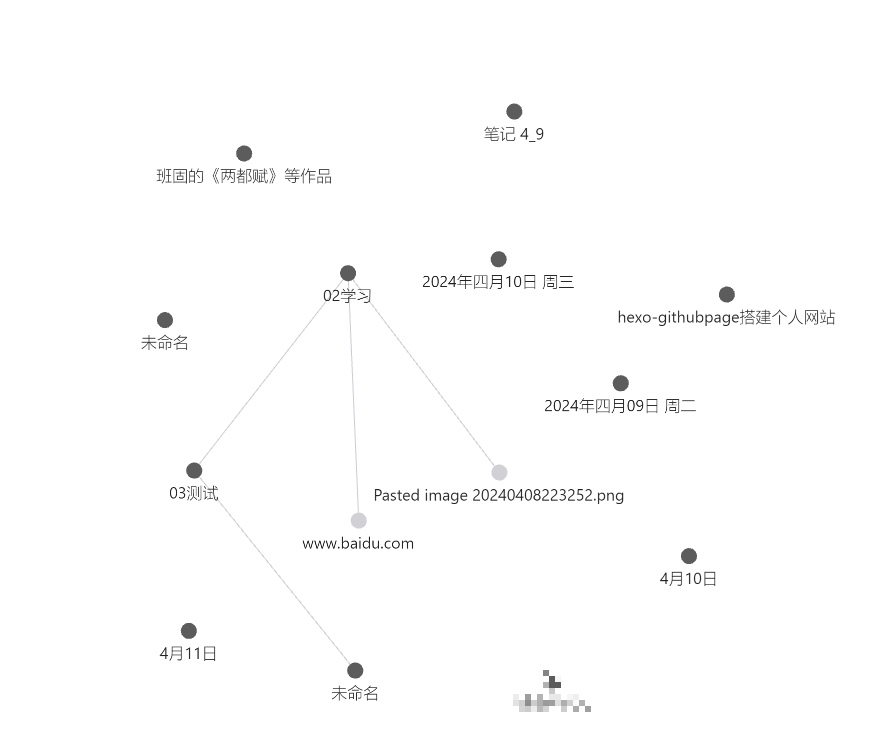 笔记 4_9
班固的《两都赋》等作品
2024年四月10日 周三
02学习
hexo-githubpage搭建个人网站
未命名
2024年四月09日 周二
03测试
Pasted image 20240408223252.png
www.baidu.com
4月10日
4月11日
未命名